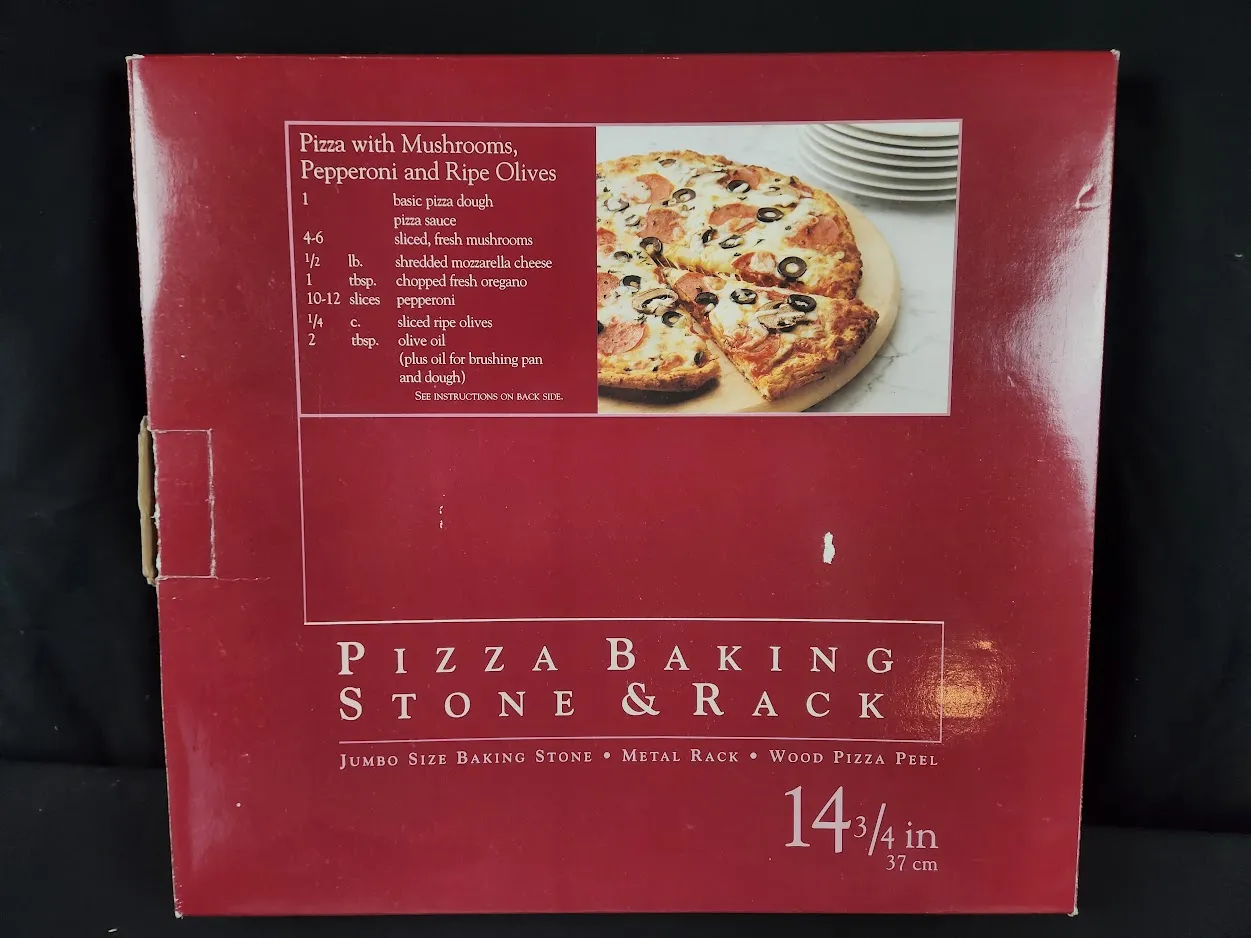 Pizza with Mushrooms,
Pepperoni and Ripe Olives
1 basic pizza dough
pizza sauce
4-6 sliced, fresh mushrooms
1/2 lb. shredded mozzarella cheese
1 tbsp. chopped fresh oregano
10-12 slices pepperoni
1/4 c. sliced ripe olives
2 tbsp. olive oil
(plus oil for brushing pan
and dough)
SEE INSTRUCTIONS ON BACK SIDE.
PIZZA BAKING
STONE & RACK
JUMBO SIZE BAKING STONE • METAL RACK • WOOD PIZZA PEEL
14 3/4 in
37 cm